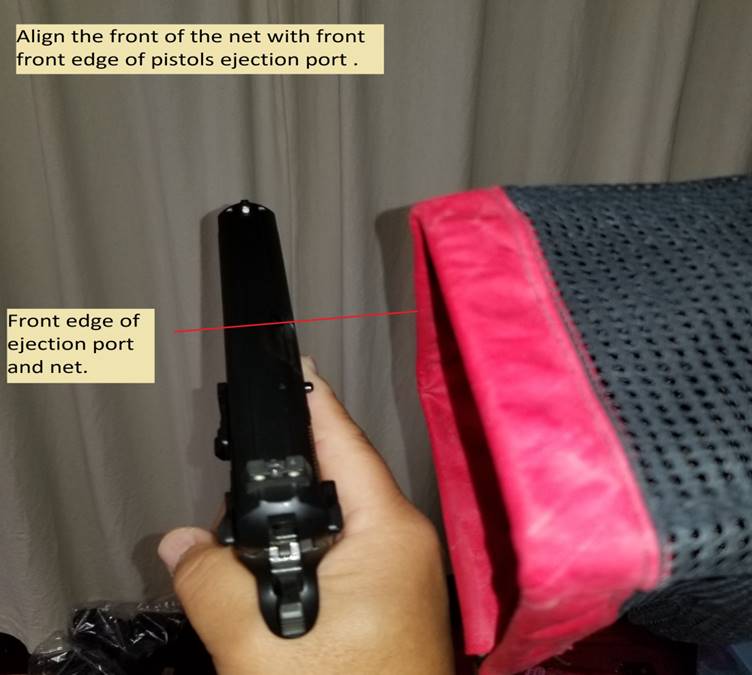 Align the front of the net with front
front edge of pistols ejection port .
Front edge of
ejection port
and net.